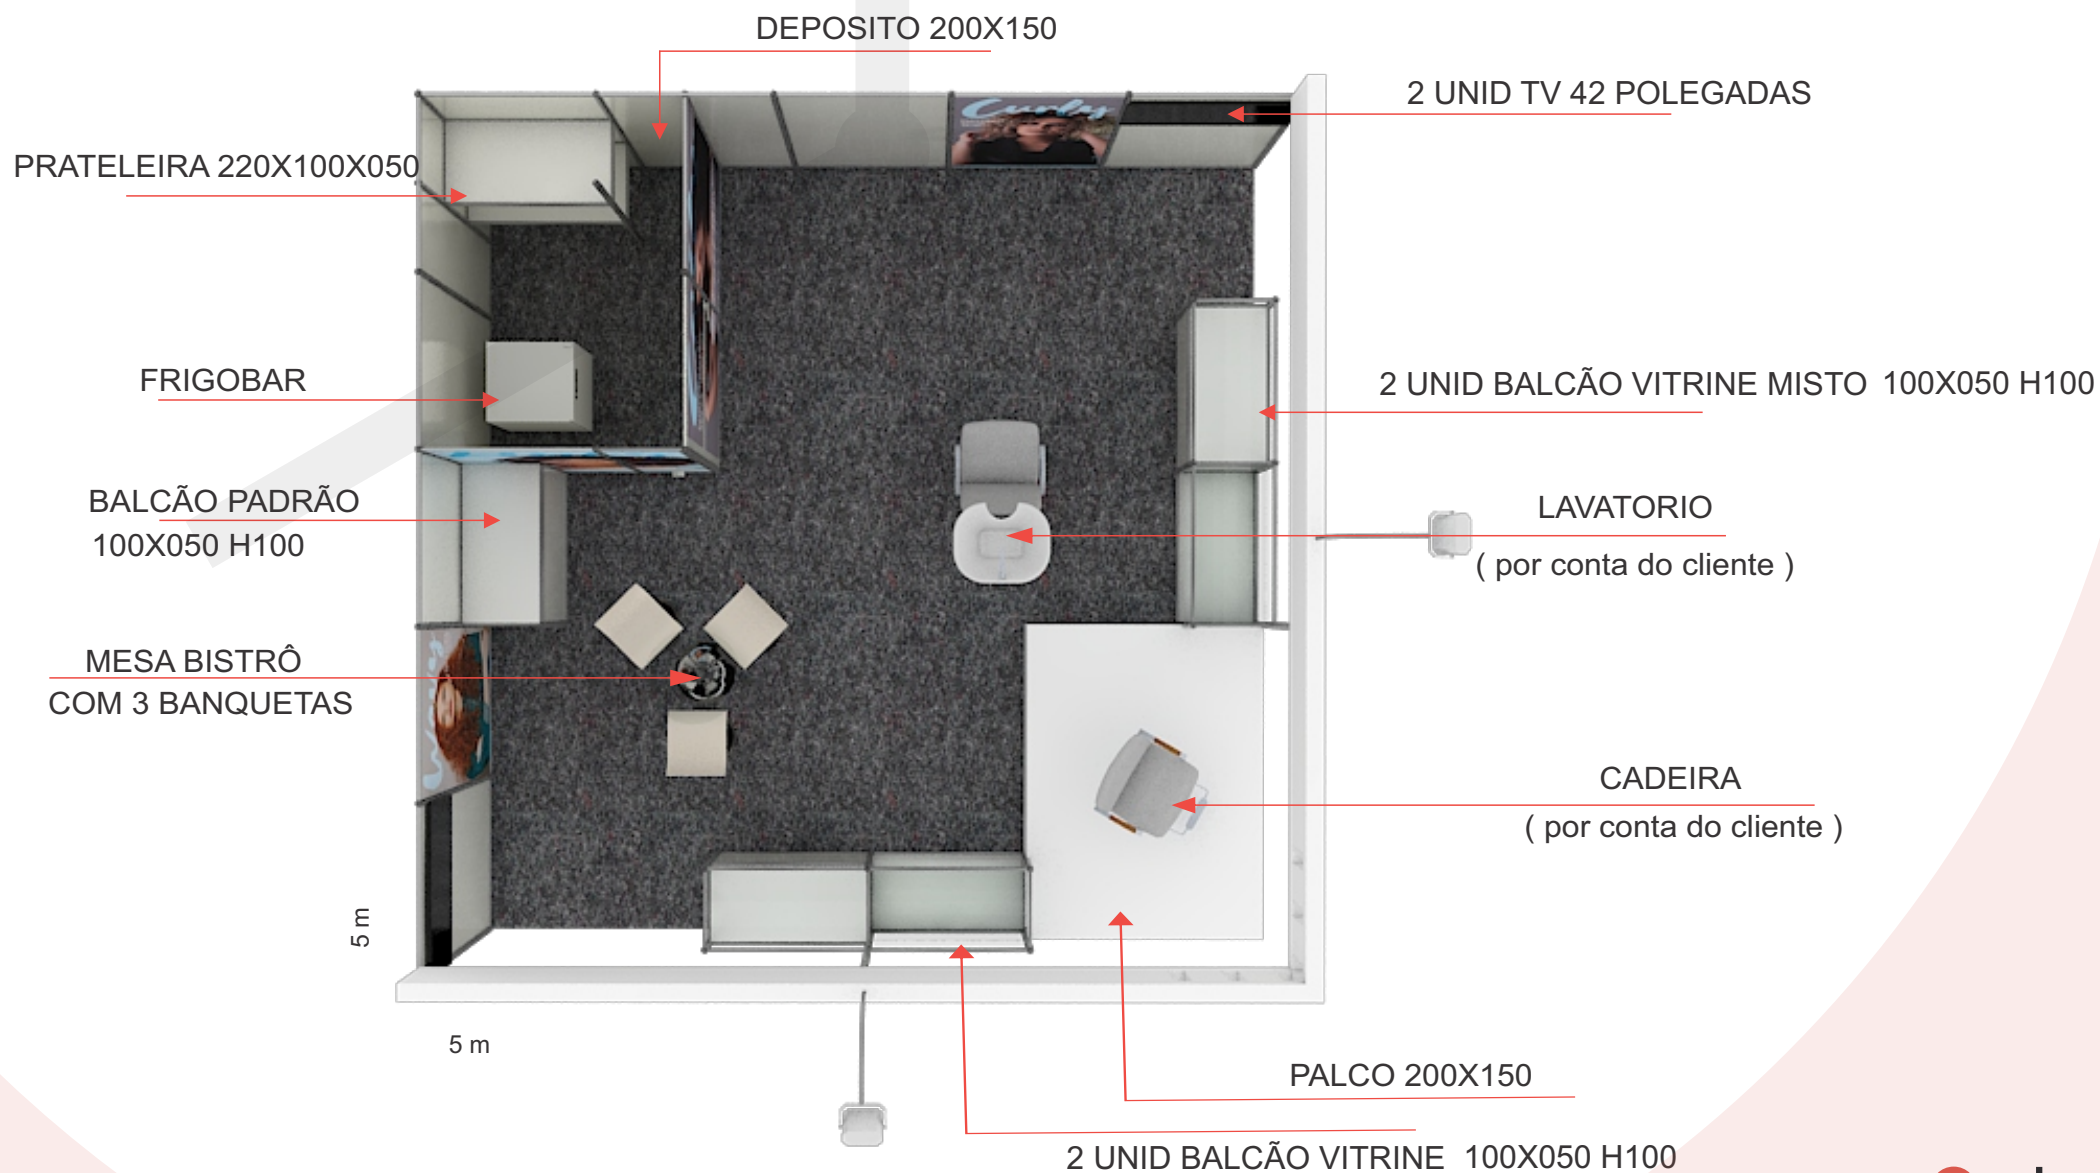 DEPOSITO 200X150
2 UNID TV 42 POLEGADAS
PRATELEIRA 220X100X050
Curly
FRIGOBAR
2 UNID BALCÃO VITRINE MISTO 100X050 H100
BALCÃO PADRÃO
100X050 H100
LAVATORIO
( por conta do cliente )
MESA BISTRÔ
COM 3 BANQUETAS
Waves
CADEIRA
( por conta do cliente )
5 m
5 m
PALCO 200X150
2 UNID BALCÃO VITRINE 100X050 H100